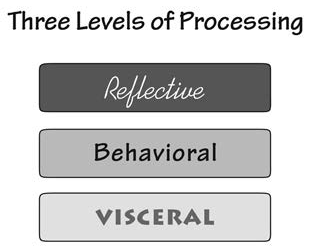 Three Levels of Processing
Reflective
Behavioral
VISCERAL